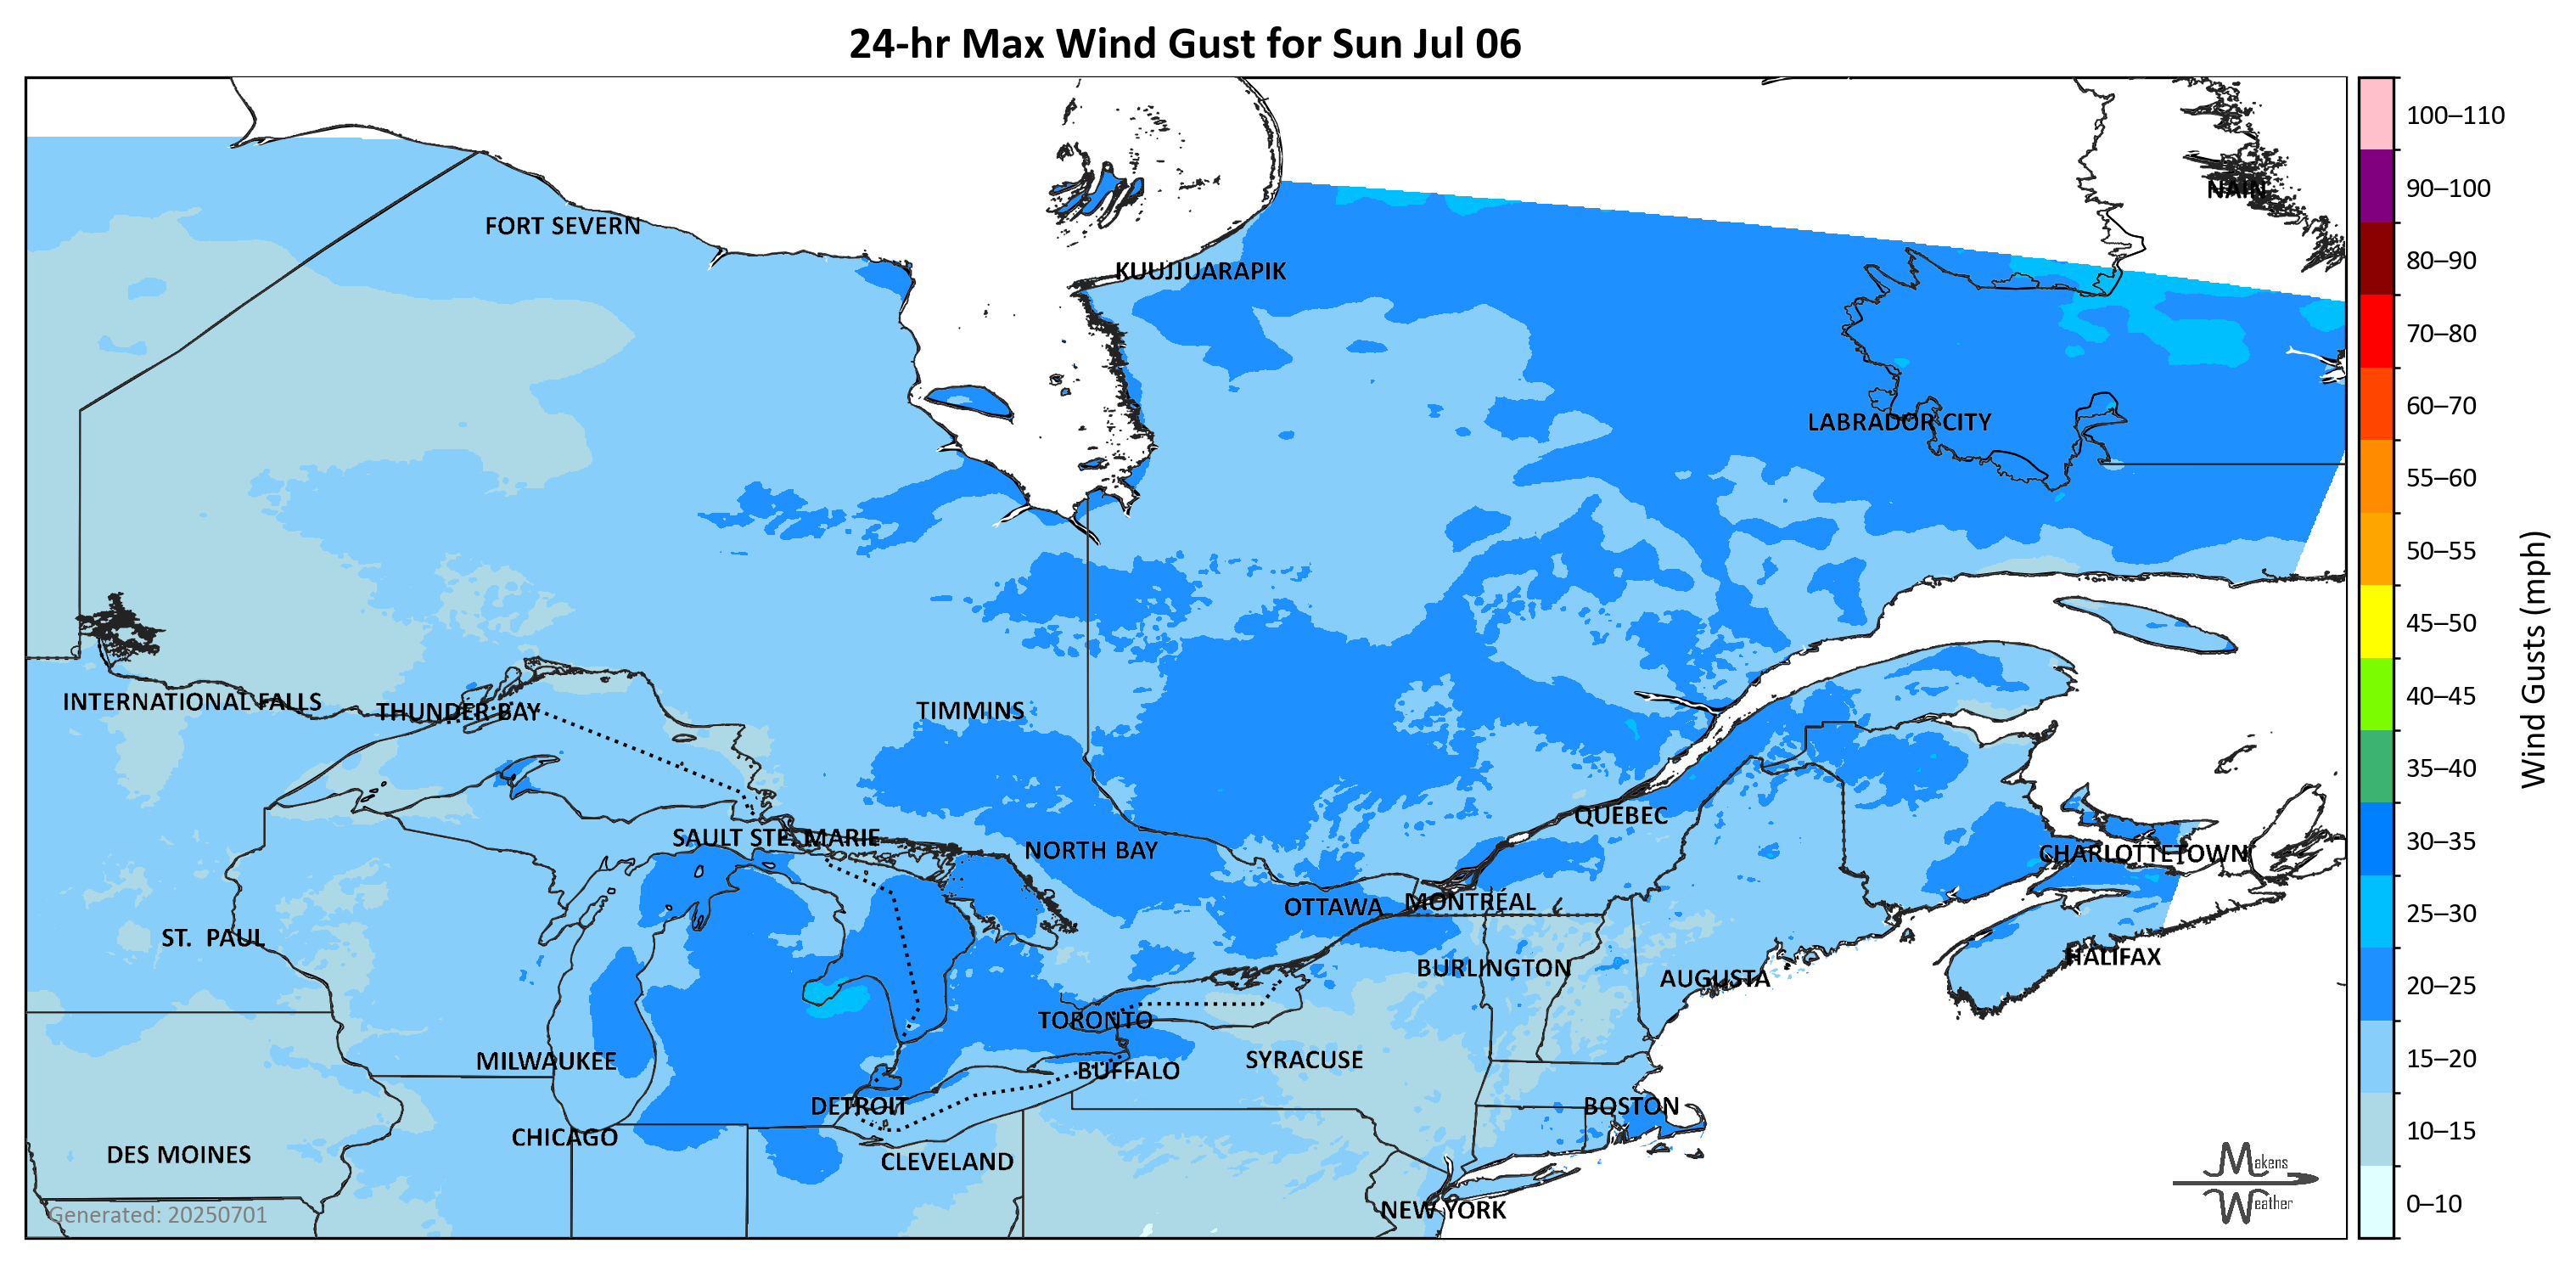 24-hr Max Wind Gust for Sun Jul 06
100–110
90–100
80–90
70–80
60–70
55–60
50–55
45–50
40–45
35–40
30–35
25–30
20–25
15–20
10–15
0–10
Wind Gusts (mph)
NAIN
FORT SEVERN
KUUJJUARAPIK
LABRADOR CITY
INTERNATIONAL FALLS
THUNDER BAY
TIMMINS
QUEBEC
SAULT STE. MARIE
NORTH BAY
CHARLOTTETOWN
OTTAWA
MONTRÉAL
ST. PAUL
BURLINGTON
AUGUSTA
HALIFAX
TORONTO
MILWAUKEE
BUFFALO
SYRACUSE
DETROIT
BOSTON
CHICAGO
DES MOINES
CLEVELAND
NEW YORK
Generated: 20250701
Makens
Weather